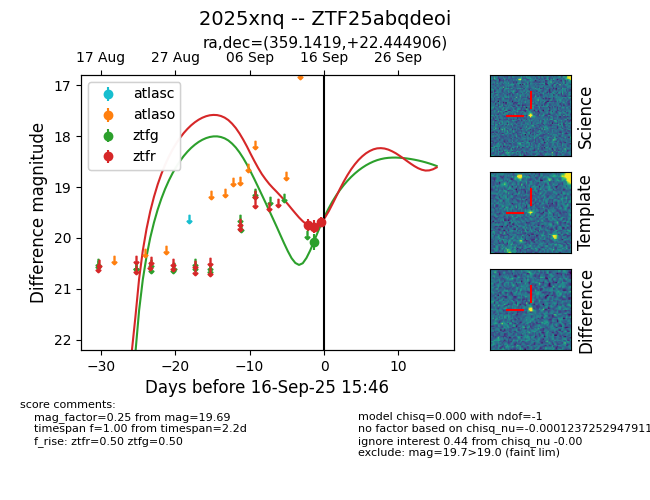 2025xnq -- ZTF25abqdeoi
ra,dec=(359.1419,+22.444906)
17 Aug 27 Aug 06 Sep 16 Sep 26 Sep
atlasc
atlaso
ztfg
ztfr
Difference magnitude
17
18
19
20
21
22
−30 −20 −10 0 10
Days before 16-Sep-25 15:46
Science
Template
Difference
score comments:
mag_factor=0.25 from mag=19.69
timespan f=1.00 from timespan=2.2d
f_rise: ztfr=0.50 ztfg=0.50
model chisq=0.000 with ndof=-1
no factor based on chisq_nu=-0.0001237252947911
ignore interest 0.44 from chisq_nu -0.00
exclude: mag=19.7>19.0 (faint lim)